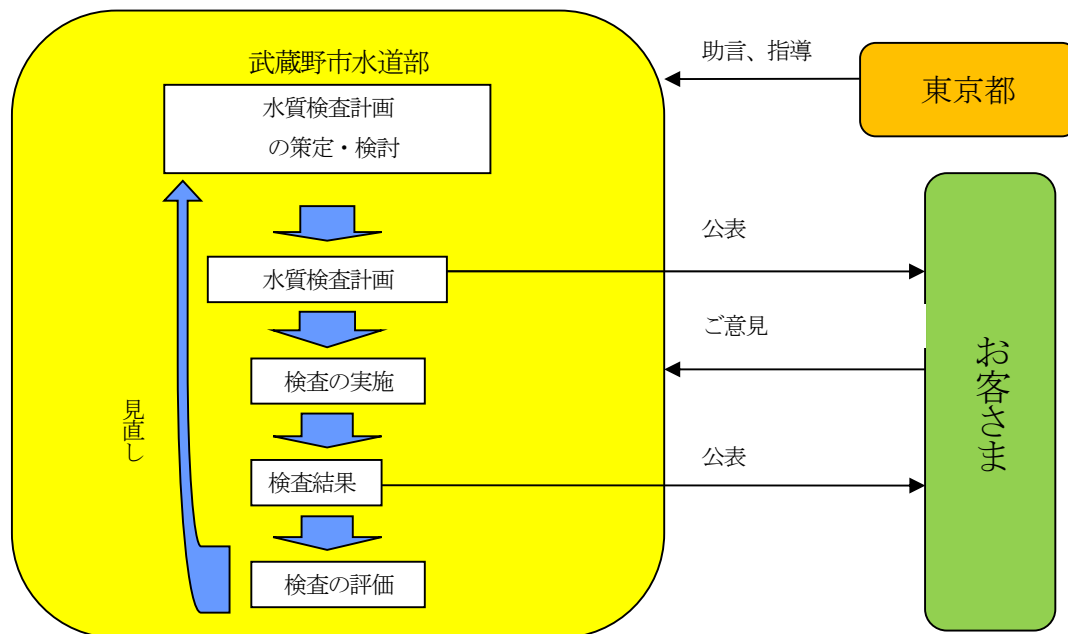 武蔵野市水道部
水質検査計画
の策定・検討
助言、指導
東京都
公表
水質検査計画
ご意見
検査の実施
お客さま
見直し
公表
検査結果
検査の評価